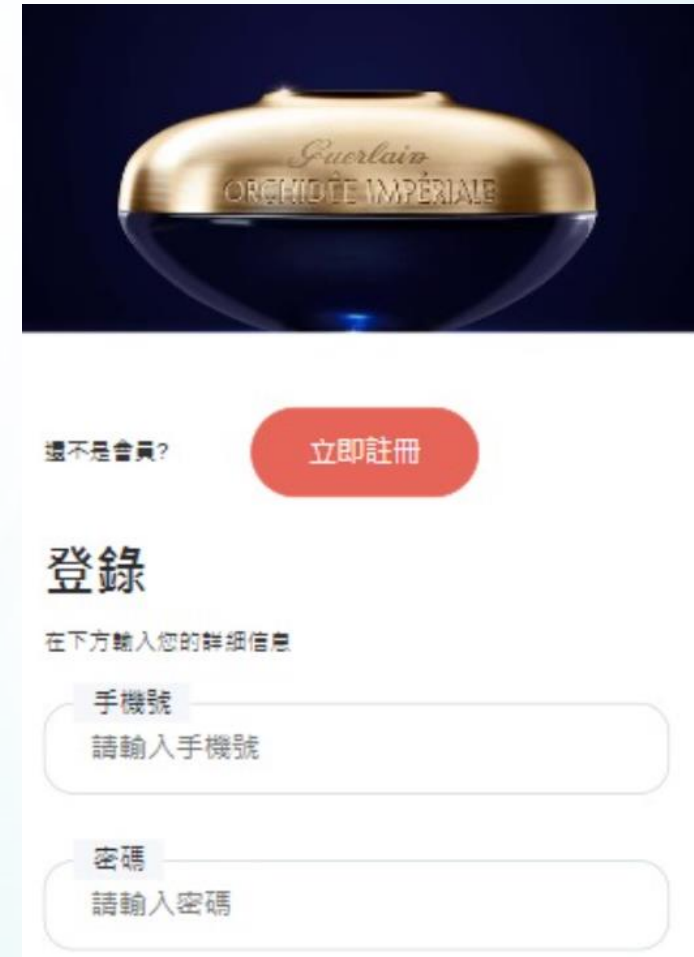 Guerlain
ORCHIDÉE IMPÉRIALE
還不是會員?
立即註冊
登錄
在下方輸入您的詳細信息
手機號
請輸入手機號
密碼
請輸入密碼